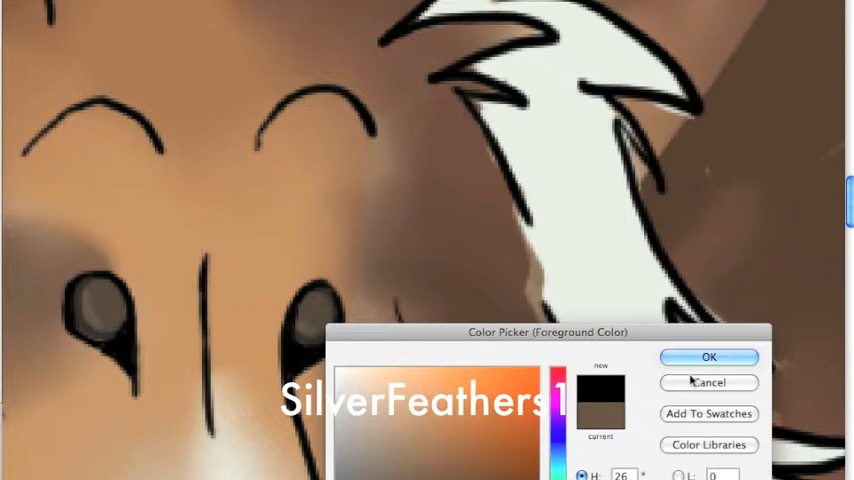 Color Picker (Foreground Color)
new
OK
Cancel
SilverFeathers1
Add To Swatches
current
Color Libraries
H: 26 °
L: 0